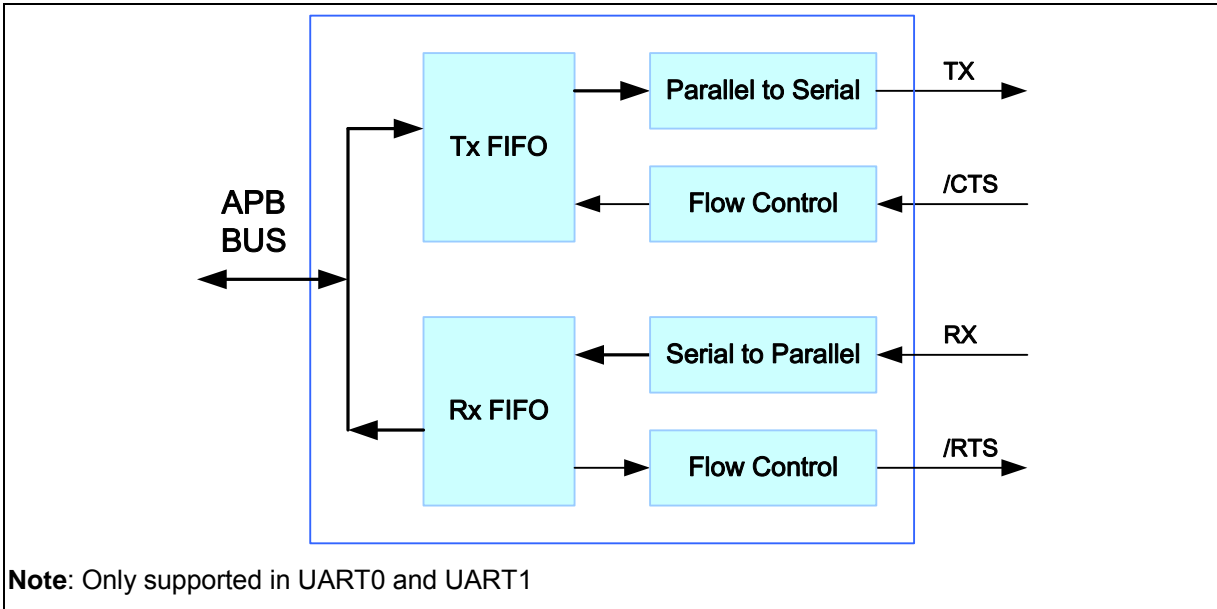 APB
BUS
Tx FIFO
Parallel to Serial
TX
Flow Control
/CTS
Rx FIFO
Serial to Parallel
RX
Flow Control
/RTS
Note: Only supported in UART0 and UART1